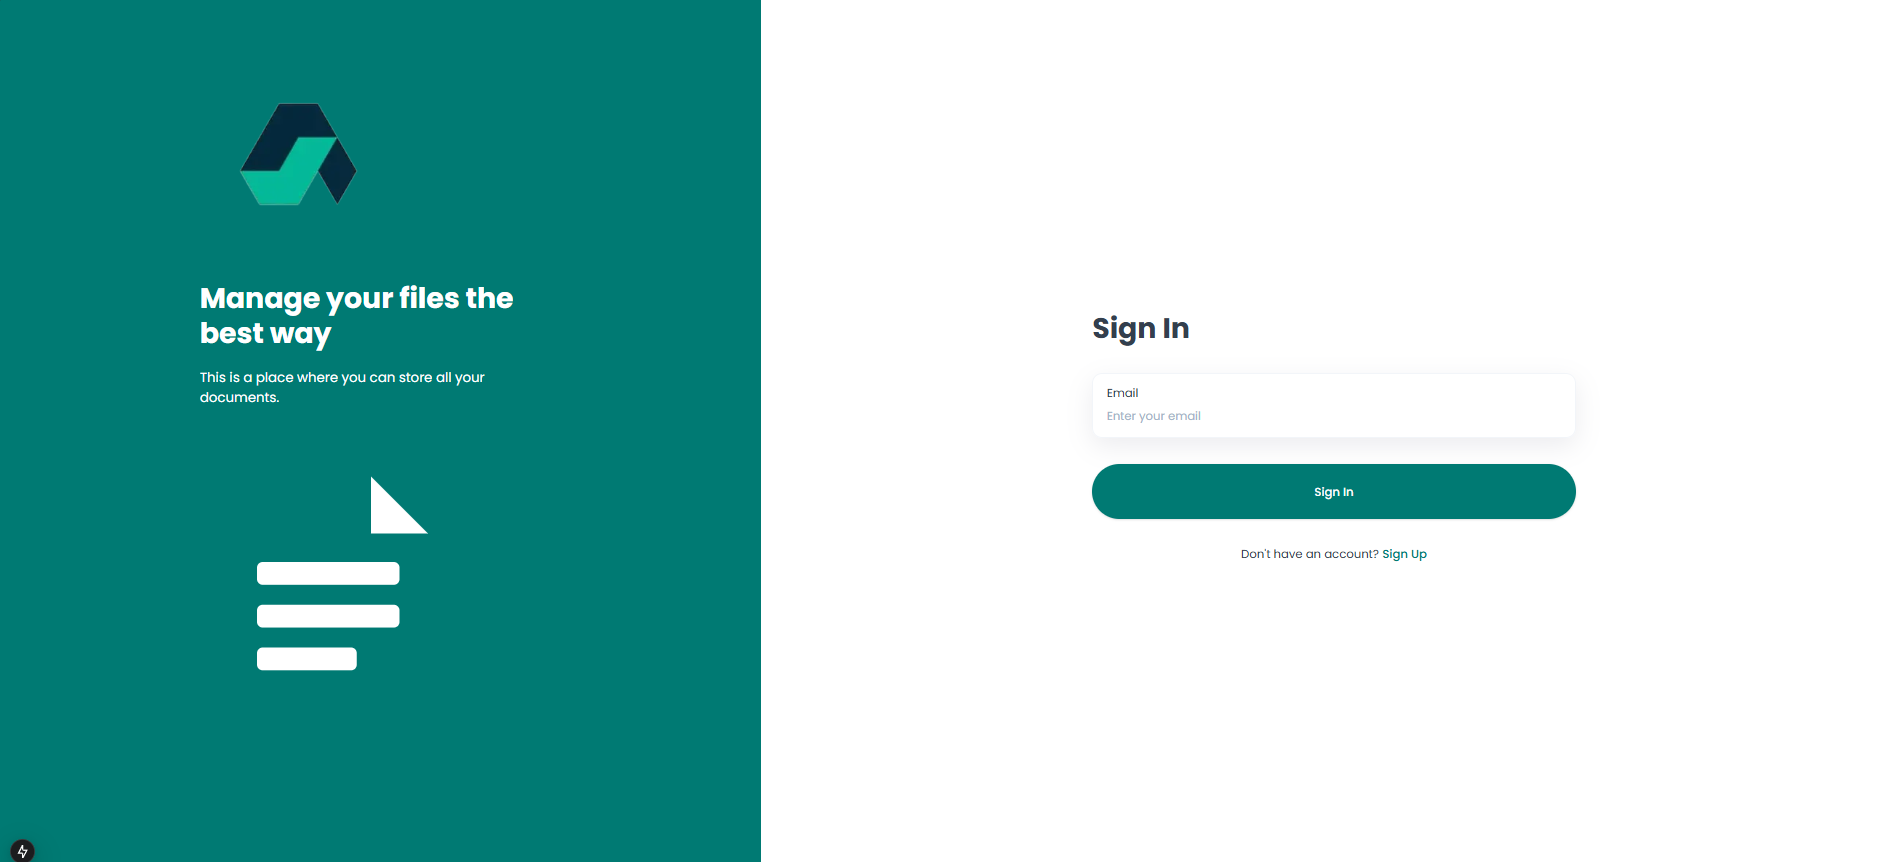 Manage your files the
best way
This is a place where you can store all your
documents.
Sign In
Email
Enter your email
Sign In
Don't have an account? Sign Up